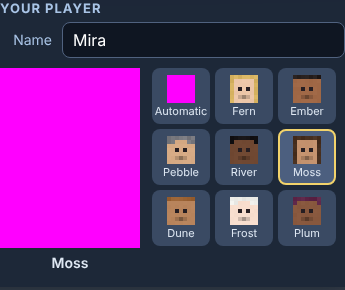 YOUR PLAYER
Name Mira
Automatic Fern Ember
Pebble River Moss
Dune Frost Plum
Moss